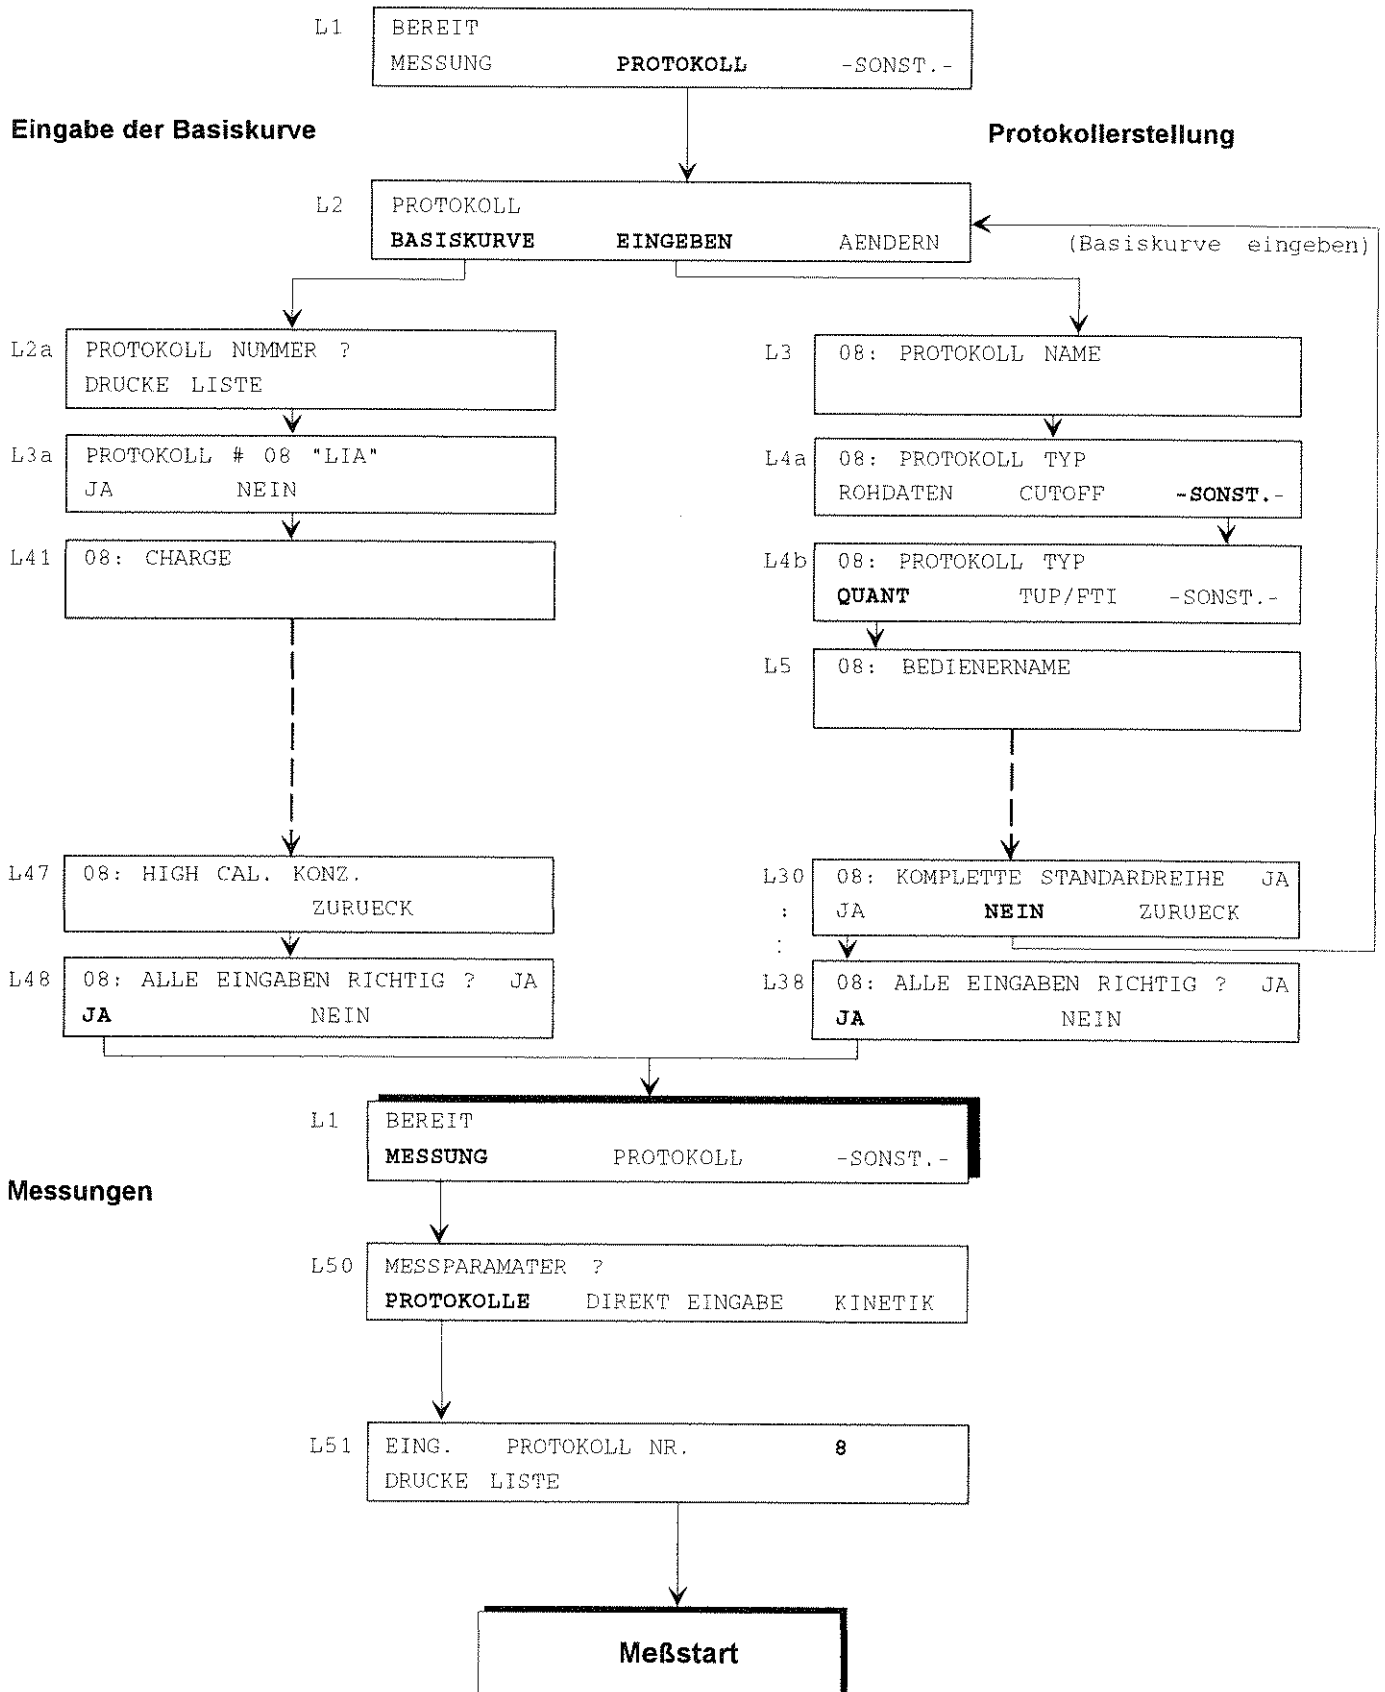 L1 BEREIT
MESSUNG PROTOKOLL -SONST.-
Eingabe der Basiskurve
Protokollerstellung
L2 PROTOKOLL
BASISKURVE EINGEBEN AENDERN
(Basiskurve eingeben)
L2a PROTOKOLL NUMMER ?
DRUCKE LISTE
L3a PROTOKOLL # 08 "LIA"
JA NEIN
L41 08: CHARGE
L47 08: HIGH CAL. KONZ.
ZURUECK
L48 08: ALLE EINGABEN RICHTIG ? JA
JA NEIN
L3 08: PROTOKOLL NAME
L4a 08: PROTOKOLL TYP
ROHDATEN CUTOFF -SONST.-
L4b 08: PROTOKOLL TYP
QUANT TUP/FTI -SONST.-
L5 08: BEDIENERNAME
L30 08: KOMPLETTE STANDARDREIHE JA
: JA NEIN ZURUECK
:
L38 08: ALLE EINGABEN RICHTIG ? JA
JA NEIN
L1 BEREIT
MESSUNG PROTOKOLL -SONST.-
Messungen
L50 MESSPARAMATER ?
PROTOKOLLE DIREKT EINGABE KINETIK
L51 EING. PROTOKOLL NR. 8
DRUCKE LISTE
Meßstart